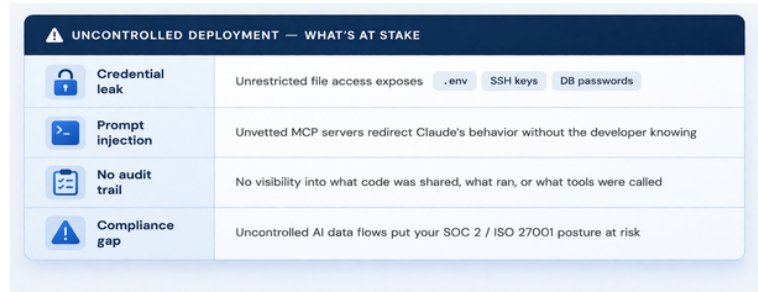 UNCONTROLLED DEPLOYMENT — WHAT'S AT STAKE
Credential
leak
Unrestricted file access exposes .env SSH keys DB passwords
Prompt
injection
Unvetted MCP servers redirect Claude's behavior without the developer knowing
No audit
trail
No visibility into what code was shared, what ran, or what tools were called
Compliance
gap
Uncontrolled AI data flows put your SOC 2 / ISO 27001 posture at risk